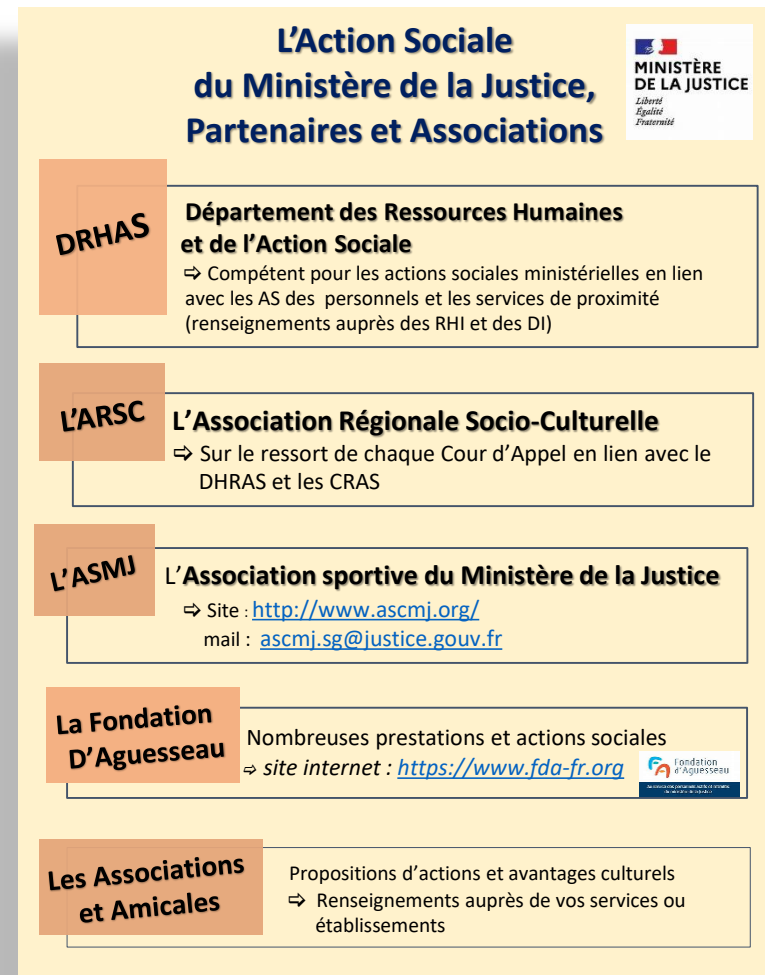 L'Action Sociale
du Ministère de la Justice,
Partenaires et Associations
MINISTÈRE
DE LA JUSTICE
Liberté
Égalité
Fraternité
DRHAS
Département des Ressources Humaines
et de l'Action Sociale
⇨ Compétent pour les actions sociales ministérielles en lien
avec les AS des personnels et les services de proximité
(renseignements auprès des RHI et des DI)
L'ARSC
L'Association Régionale Socio-Culturelle
⇨ Sur le ressort de chaque Cour d'Appel en lien avec le
DHRAS et les CRAS
L'ASMJ
L'Association sportive du Ministère de la Justice
⇨ Site : http://www.ascmj.org/
mail : ascmj.sg@justice.gouv.fr
La Fondation
D'Aguesseau
Nombreuses prestations et actions sociales
⇨ site internet : https://www.fda-fr.org
Fondation
d'Aguesseau
Les Associations
et Amicales
Propositions d'actions et avantages culturels
⇨ Renseignements auprès de vos services ou
établissements